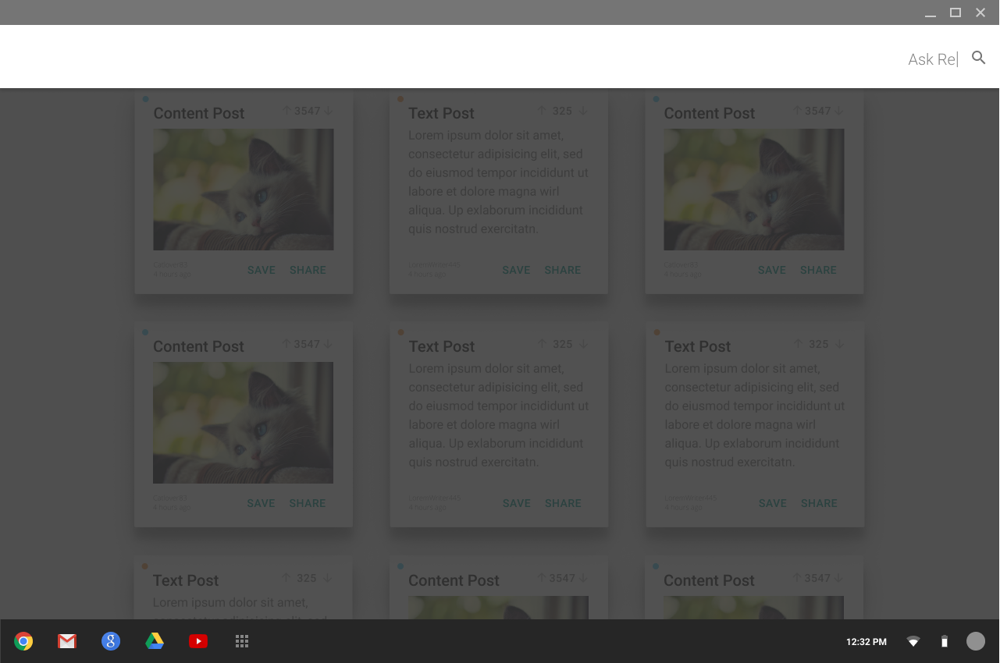 Ask Re
Content Post
3547
4 hours ago
SAVE SHARE
Text Post
325
Lorem ipsum dolor sit amet,
consectetur adipisicing elit, sed
do eiusmod tempor incididunt ut
labore et dolore magna wirl
aliqua. Up exlaborum incididunt
quis nostrud exercitatn.
4 hours ago
SAVE SHARE
Content Post
3547
4 hours ago
SAVE SHARE
Content Post
3547
4 hours ago
SAVE SHARE
Text Post
325
Lorem ipsum dolor sit amet,
consectetur adipisicing elit, sed
do eiusmod tempor incididunt ut
labore et dolore magna wirl
aliqua. Up exlaborum incididunt
quis nostrud exercitatn.
4 hours ago
SAVE SHARE
Text Post
325
Lorem ipsum dolor sit amet,
consectetur adipisicing elit, sed
do eiusmod tempor incididunt ut
labore et dolore magna wirl
aliqua. Up exlaborum incididunt
quis nostrud exercitatn.
4 hours ago
SAVE SHARE
Text Post
325
Lorem ipsum dolor sit amet,
Content Post
3547
Content Post
3547
12:32 PM